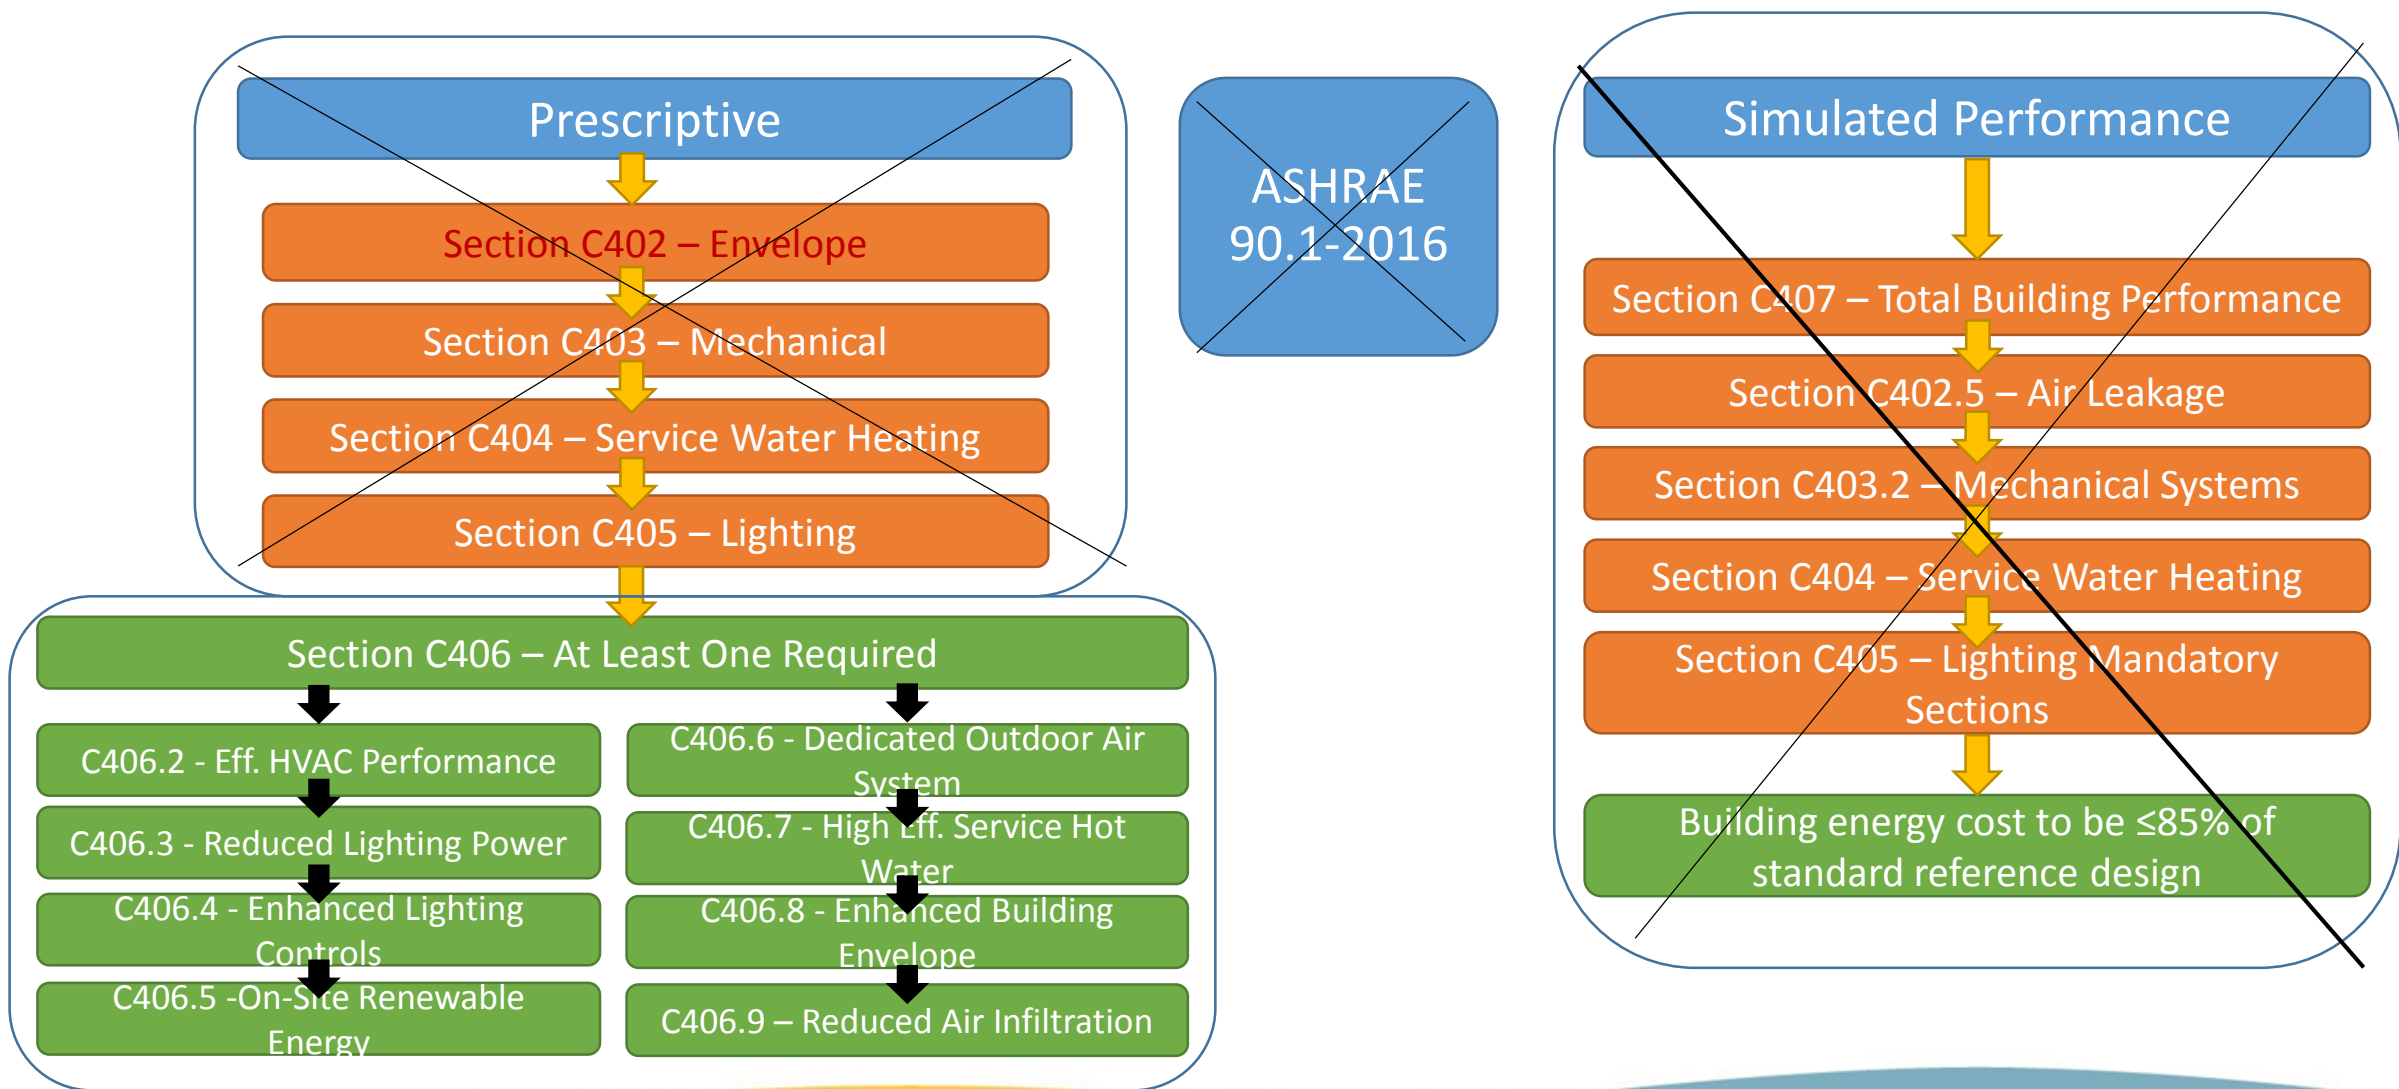 Prescriptive
Section C402 – Envelope
Section C403 – Mechanical
Section C404 – Service Water Heating
Section C405 – Lighting
Section C406 – At Least One Required
C406.2 - Eff. HVAC Performance
C406.3 - Reduced Lighting Power
C406.4 - Enhanced Lighting
Controls
C406.5 -On-Site Renewable
Energy
C406.6 - Dedicated Outdoor Air
System
C406.7 - High Eff. Service Hot
Water
C406.8 - Enhanced Building
Envelope
C406.9 – Reduced Air Infiltration
ASHRAE
90.1-2016
Simulated Performance
Section C407 – Total Building Performance
Section C402.5 – Air Leakage
Section C403.2 – Mechanical Systems
Section C404 – Service Water Heating
Section C405 – Lighting Mandatory
Sections
Building energy cost to be ≤85% of
standard reference design